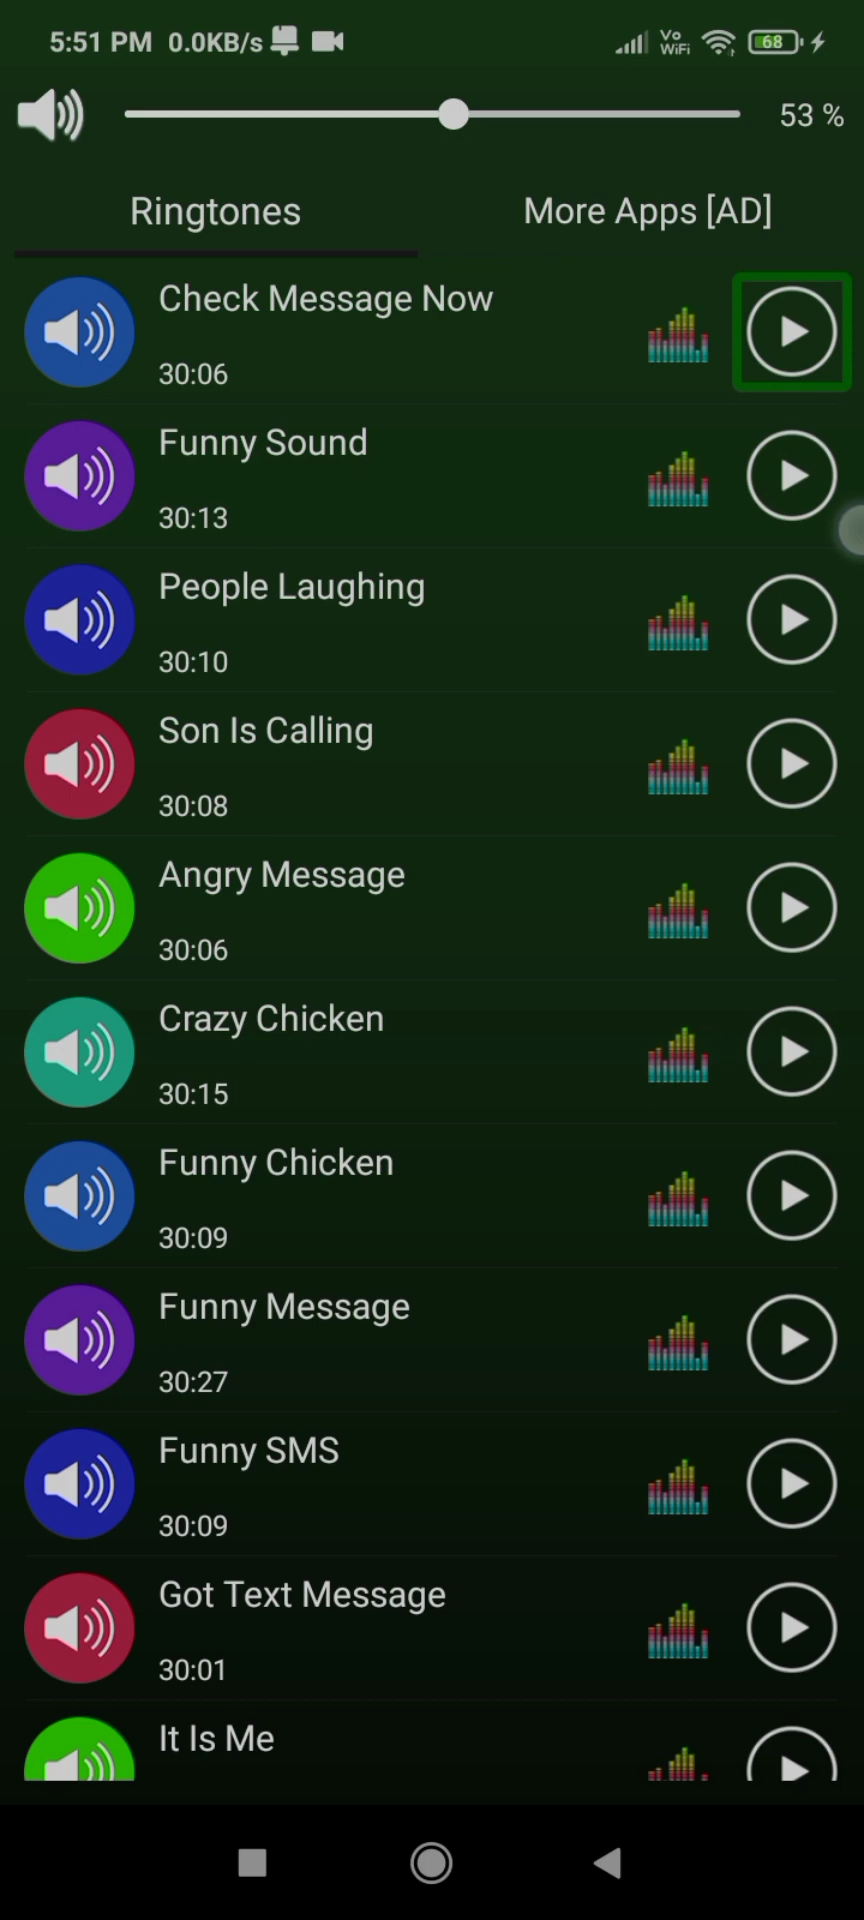 5:51 PM 0.0KB/s Vo WiFi 68
53 %
Ringtones More Apps [AD]
Check Message Now
30:06
Funny Sound
30:13
People Laughing
30:10
Son Is Calling
30:08
Angry Message
30:06
Crazy Chicken
30:15
Funny Chicken
30:09
Funny Message
30:27
Funny SMS
30:09
Got Text Message
30:01
It Is Me